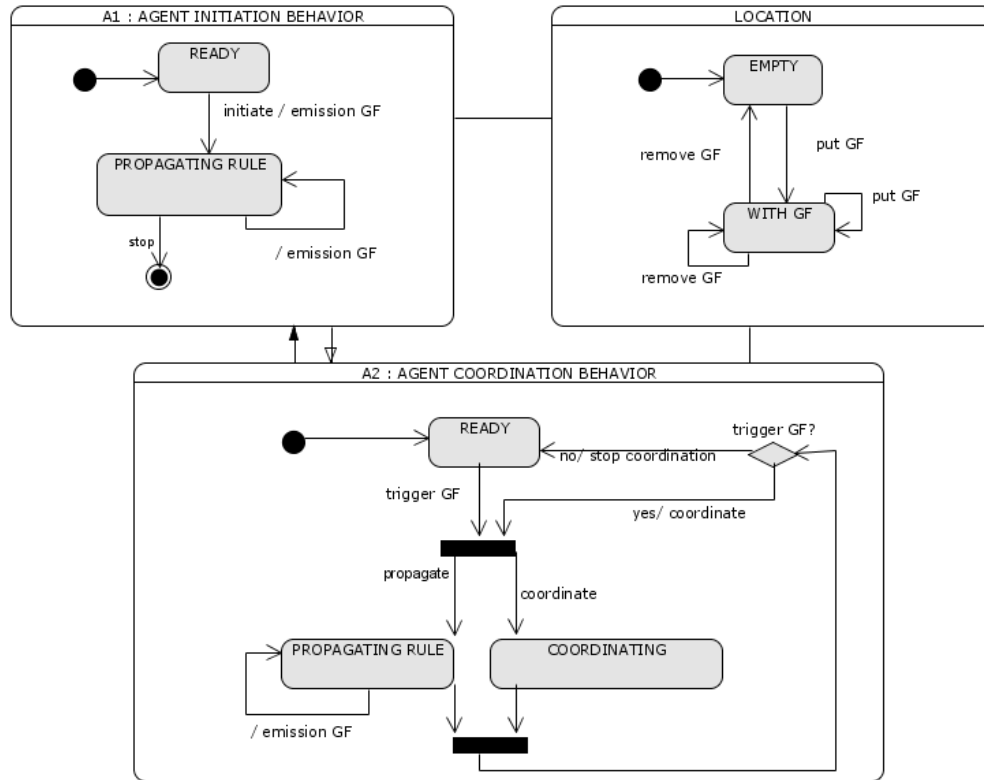 A1 : AGENT INITIATION BEHAVIOR
READY
initiate / emission GF
PROPAGATING RULE
stop
/ emission GF
LOCATION
EMPTY
remove GF
put GF
WITH GF
put GF
remove GF
A2 : AGENT COORDINATION BEHAVIOR
READY
trigger GF?
no/ stop coordination
trigger GF
yes/ coordinate
propagate
coordinate
PROPAGATING RULE
COORDINATING
/ emission GF